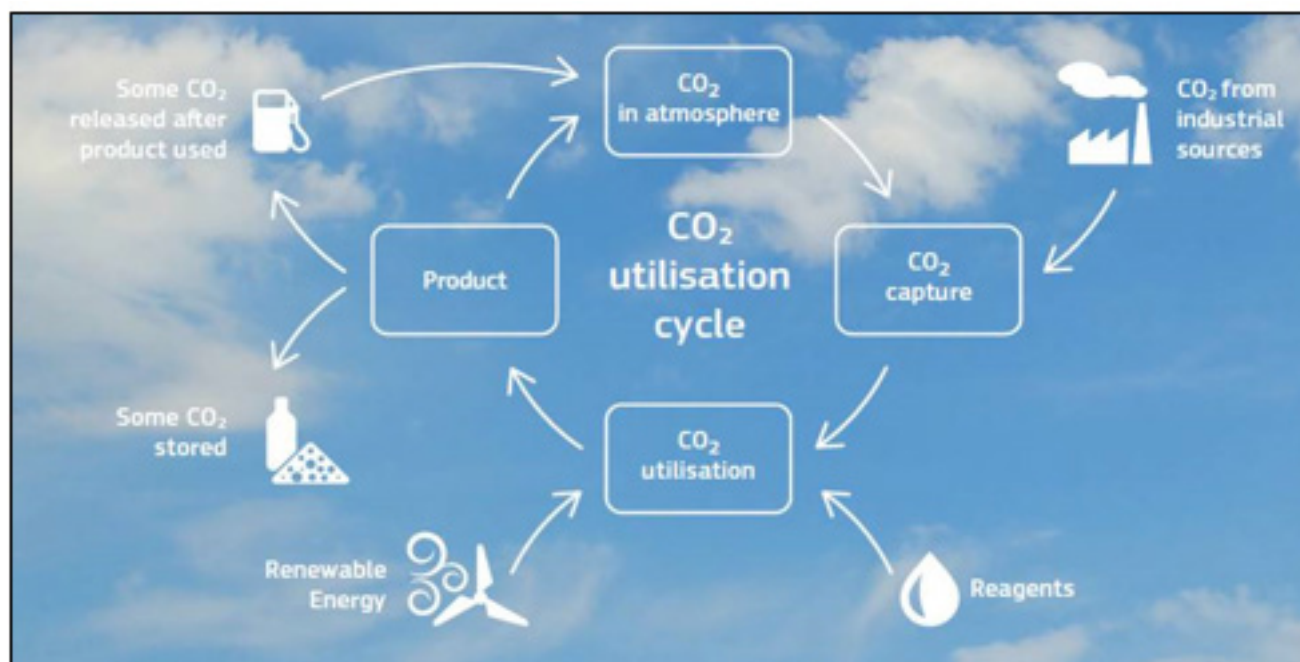 Some CO₂
released after
product used
CO₂
in atmosphere
CO₂ from
industrial
sources
CO₂
utilisation
cycle
Product
CO₂
capture
Some CO₂
stored
CO₂
utilisation
Renewable
Energy
Reagents